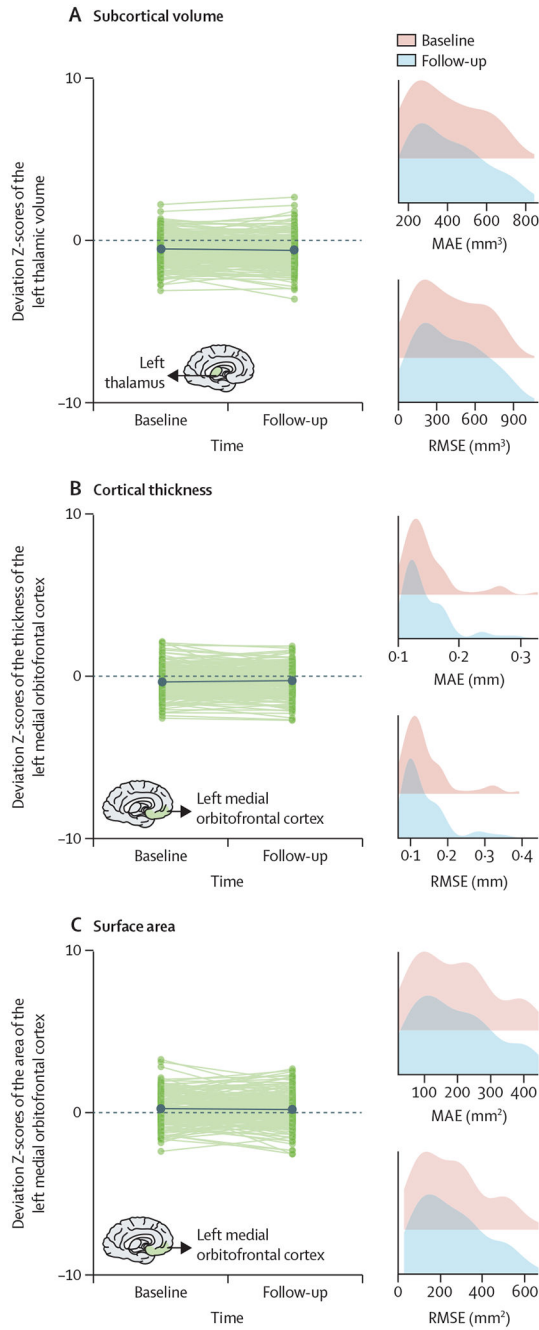 A Subcortical volume
Baseline
Follow-up
10
0
–10
Deviation Z-scores of the
left thalamic volume
Left
thalamus
Baseline
Follow-up
Time
200
400
600
800
MAE (mm³)
0
300
600
900
RMSE (mm³)
B Cortical thickness
10
0
–10
Deviation Z-scores of the thickness of the
left medial orbitofrontal cortex
Left medial
orbitofrontal cortex
Baseline
Follow-up
Time
0·1
0·2
0·3
MAE (mm)
0·1
0·2
0·3
0·4
RMSE (mm)
C Surface area
10
0
–10
Deviation Z-scores of the area of the
left medial orbitofrontal cortex
Left medial
orbitofrontal cortex
Baseline
Follow-up
Time
100
200
300
400
MAE (mm²)
0
200
400
600
RMSE (mm²)